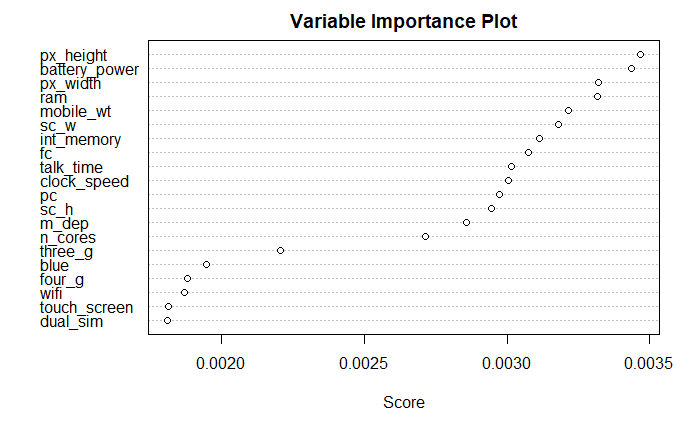 Variable Importance Plot
px_height
battery_power
px_width
ram
mobile_wt
sc_w
int_memory
fc
talk_time
clock_speed
pc
sc_h
m_dep
n_cores
three_g
blue
four_g
wifi
touch_screen
dual_sim
0.0020 0.0025 0.0030 0.0035
Score